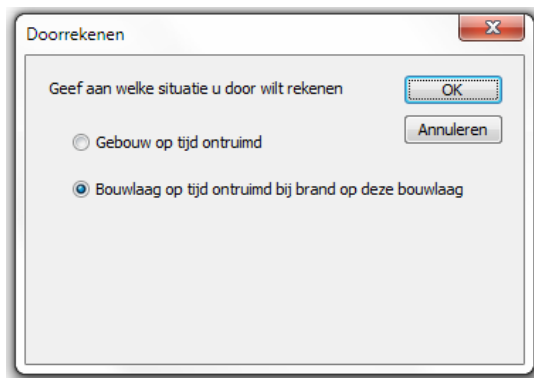 Doorrekenen
Geef aan welke situatie u door wilt rekenen
OK
Annuleren
Gebouw op tijd ontruimd
Bouwlaag op tijd ontruimd bij brand op deze bouwlaag